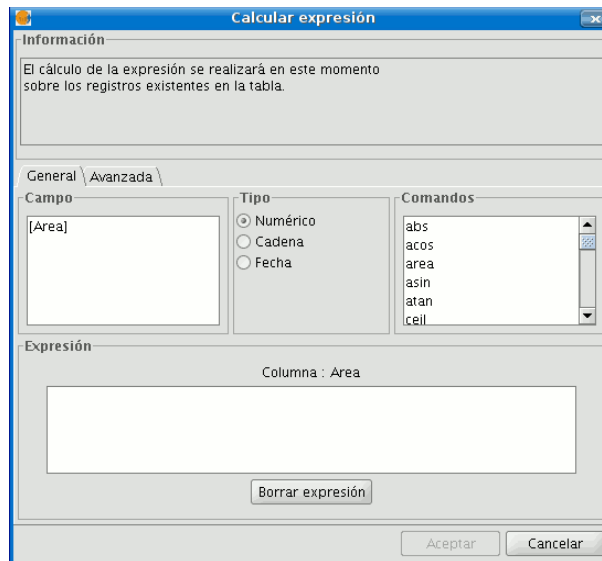 Calcular expresión
Información
El cálculo de la expresión se realizará en este momento
sobre los registros existentes en la tabla.
General
Avanzada
Campo
[Area]
Tipo
Numérico
Cadena
Fecha
Comandos
abs
acos
area
asin
atan
ceil
Expresión
Columna : Area
Borrar expresión
Aceptar
Cancelar